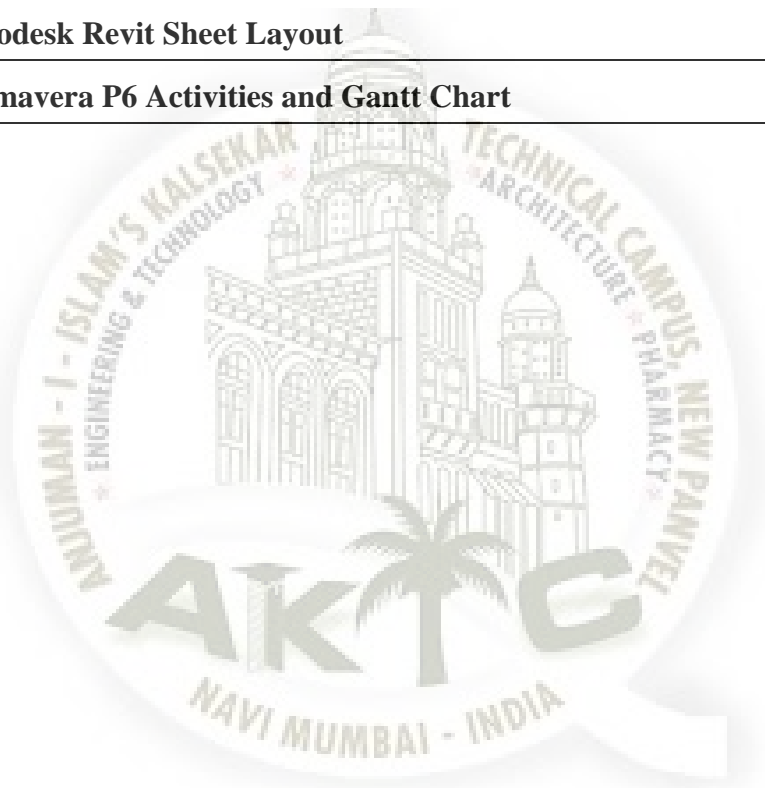 odesk Revit Sheet Layout
mavera P6 Activities and Gantt Chart
ANJUMAN - I - ISLAM'S KALSEKAR TECHNICAL CAMPUS, NEW PANVEL
ENGINEERING & TECHNOLOGY * * ARCHITECTURE * PHARMACY *
AKTC
NAVI MUMBAI - INDIA